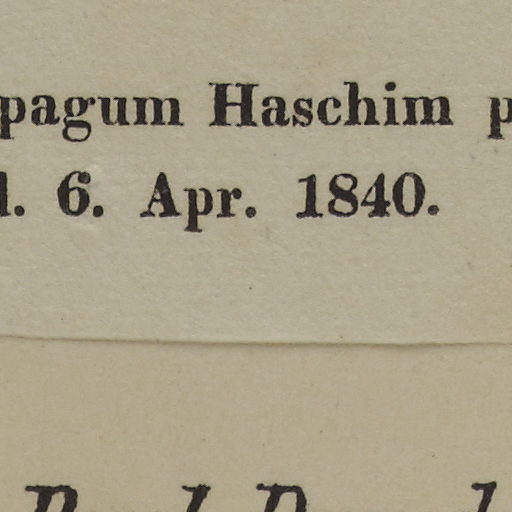 pagum Haschim
6. Apr. 1840.